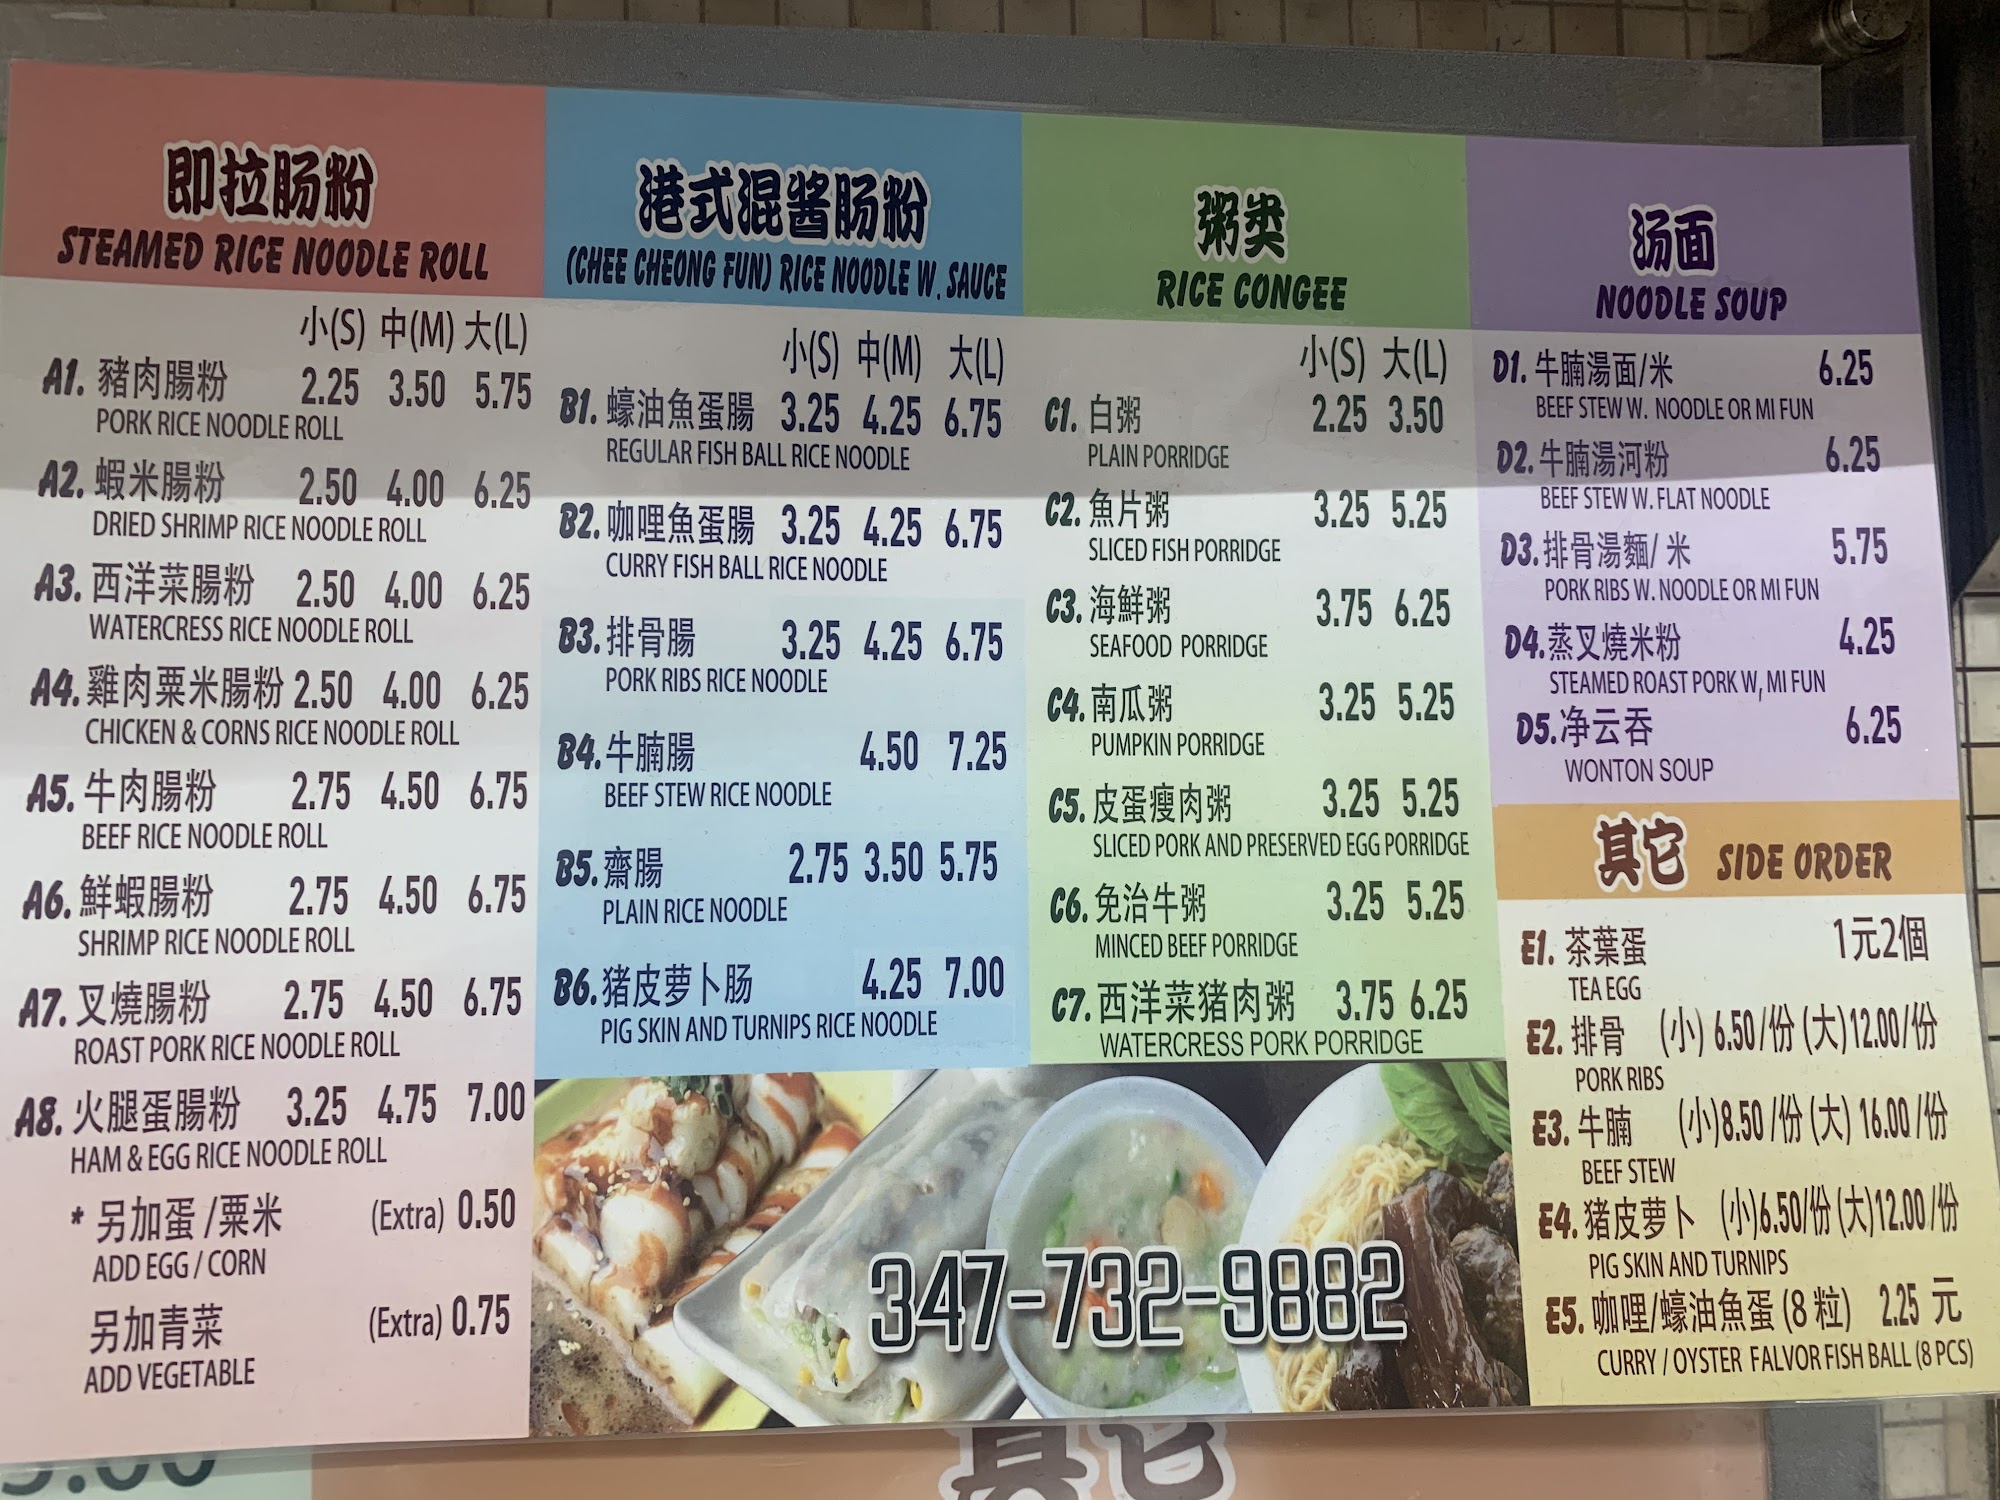 即拉肠粉
STEAMED RICE NOODLE ROLL
小(S) 中(M) 大(L)
A1. 豬肉腸粉 2.25 3.50 5.75
PORK RICE NOODLE ROLL
A2. 蝦米腸粉 2.50 4.00 6.25
DRIED SHRIMP RICE NOODLE ROLL
A3. 西洋菜腸粉 2.50 4.00 6.25
WATERCRESS RICE NOODLE ROLL
A4. 雞肉粟米腸粉 2.50 4.00 6.25
CHICKEN & CORNS RICE NOODLE ROLL
A5. 牛肉腸粉 2.75 4.50 6.75
BEEF RICE NOODLE ROLL
A6. 鮮蝦腸粉 2.75 4.50 6.75
SHRIMP RICE NOODLE ROLL
A7. 叉燒腸粉 2.75 4.50 6.75
ROAST PORK RICE NOODLE ROLL
A8. 火腿蛋腸粉 3.25 4.75 7.00
HAM & EGG RICE NOODLE ROLL
* 另加蛋 /粟米 (Extra) 0.50
ADD EGG / CORN
另加青菜 (Extra) 0.75
ADD VEGETABLE
港式混酱肠粉
(CHEE CHEONG FUN) RICE NOODLE W. SAUCE
小(S) 中(M) 大(L)
B1. 蠔油魚蛋腸 3.25 4.25 6.75
REGULAR FISH BALL RICE NOODLE
B2. 咖哩魚蛋腸 3.25 4.25 6.75
CURRY FISH BALL RICE NOODLE
B3. 排骨腸 3.25 4.25 6.75
PORK RIBS RICE NOODLE
B4. 牛腩腸 4.50 7.25
BEEF STEW RICE NOODLE
B5. 齋腸 2.75 3.50 5.75
PLAIN RICE NOODLE
B6. 猪皮萝卜肠 4.25 7.00
PIG SKIN AND TURNIPS RICE NOODLE
粥类
RICE CONGEE
小(S) 大(L)
C1. 白粥 2.25 3.50
PLAIN PORRIDGE
C2. 魚片粥 3.25 5.25
SLICED FISH PORRIDGE
C3. 海鮮粥 3.75 6.25
SEAFOOD PORRIDGE
C4. 南瓜粥 3.25 5.25
PUMPKIN PORRIDGE
C5. 皮蛋瘦肉粥 3.25 5.25
SLICED PORK AND PRESERVED EGG PORRIDGE
C6. 免治牛粥 3.25 5.25
MINCED BEEF PORRIDGE
C7. 西洋菜猪肉粥 3.75 6.25
WATERCRESS PORK PORRIDGE
汤面
NOODLE SOUP
D1. 牛腩湯面/米 6.25
BEEF STEW W. NOODLE OR MI FUN
D2. 牛腩湯河粉 6.25
BEEF STEW W. FLAT NOODLE
D3. 排骨湯麵/ 米 5.75
PORK RIBS W. NOODLE OR MI FUN
D4. 蒸叉燒米粉 4.25
STEAMED ROAST PORK W, MI FUN
D5. 净云吞 6.25
WONTON SOUP
其它 SIDE ORDER
E1. 茶葉蛋 1元2個
TEA EGG
E2. 排骨 (小) 6.50/份 (大)12.00/份
PORK RIBS
E3. 牛腩 (小)8.50 /份 (大) 16.00 /份
BEEF STEW
E4. 猪皮萝卜 (小)6.50/份 (大)12.00/份
PIG SKIN AND TURNIPS
E5. 咖哩/蠔油魚蛋 (8 粒) 2.25 元
CURRY / OYSTER FALVOR FISH BALL (8 PCS)
347-732-9882
其它